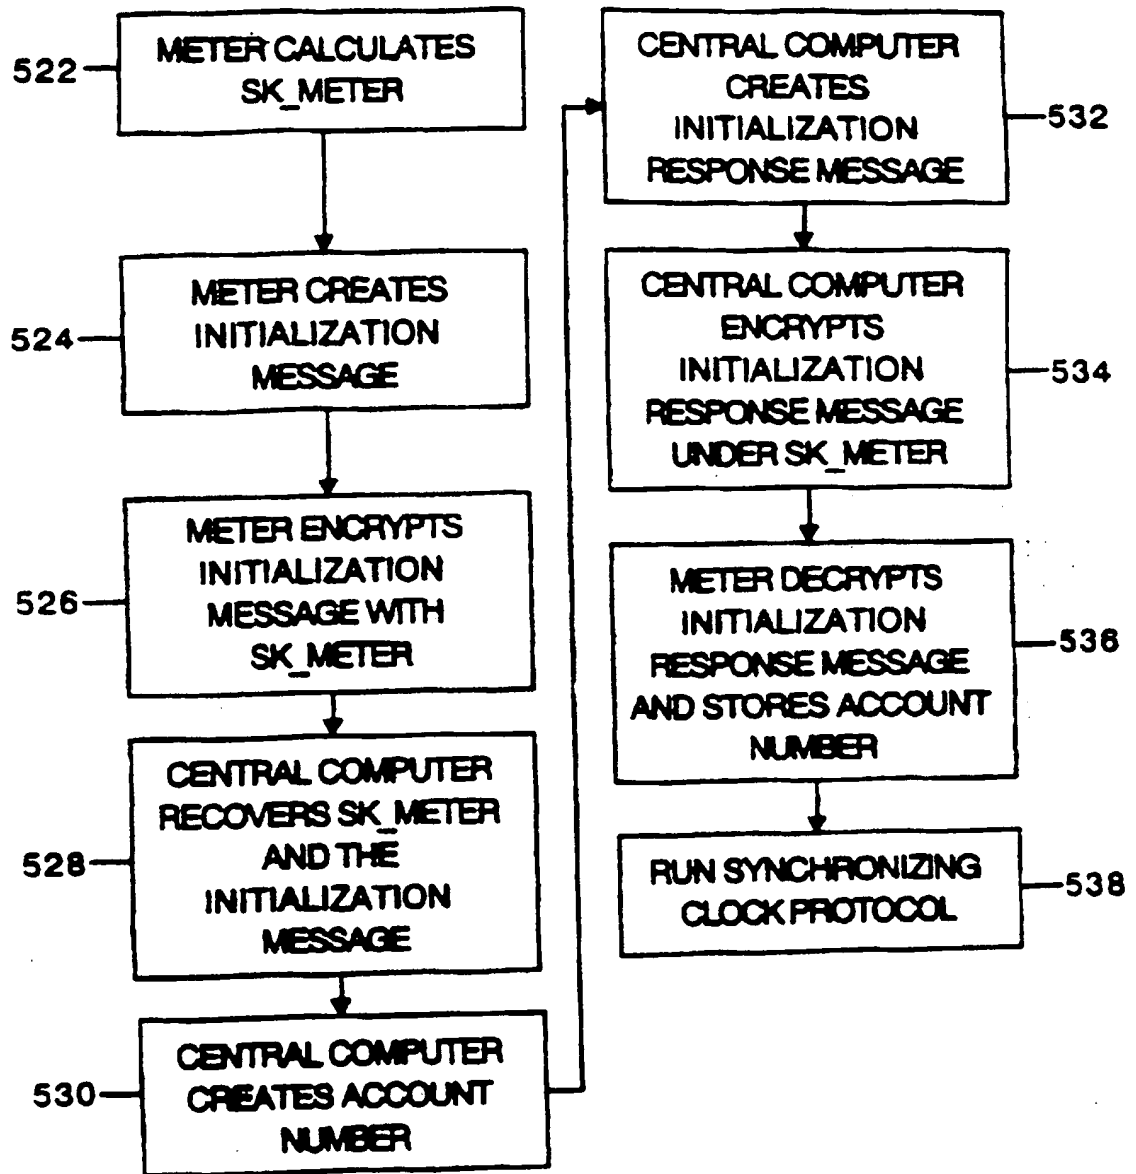 522
METER CALCULATES
SK_METER
524
METER CREATES
INITIALIZATION
MESSAGE
526
METER ENCRYPTS
INITIALIZATION
MESSAGE WITH
SK_METER
528
CENTRAL COMPUTER
RECOVERS SK_METER
AND THE
INITIALIZATION
MESSAGE
530
CENTRAL COMPUTER
CREATES ACCOUNT
NUMBER
CENTRAL COMPUTER
CREATES
INITIALIZATION
RESPONSE MESSAGE
532
CENTRAL COMPUTER
ENCRYPTS
INITIALIZATION
RESPONSE MESSAGE
UNDER SK_METER
534
METER DECRYPTS
INITIALIZATION
RESPONSE MESSAGE
AND STORES ACCOUNT
NUMBER
536
RUN SYNCHRONIZING
CLOCK PROTOCOL
538